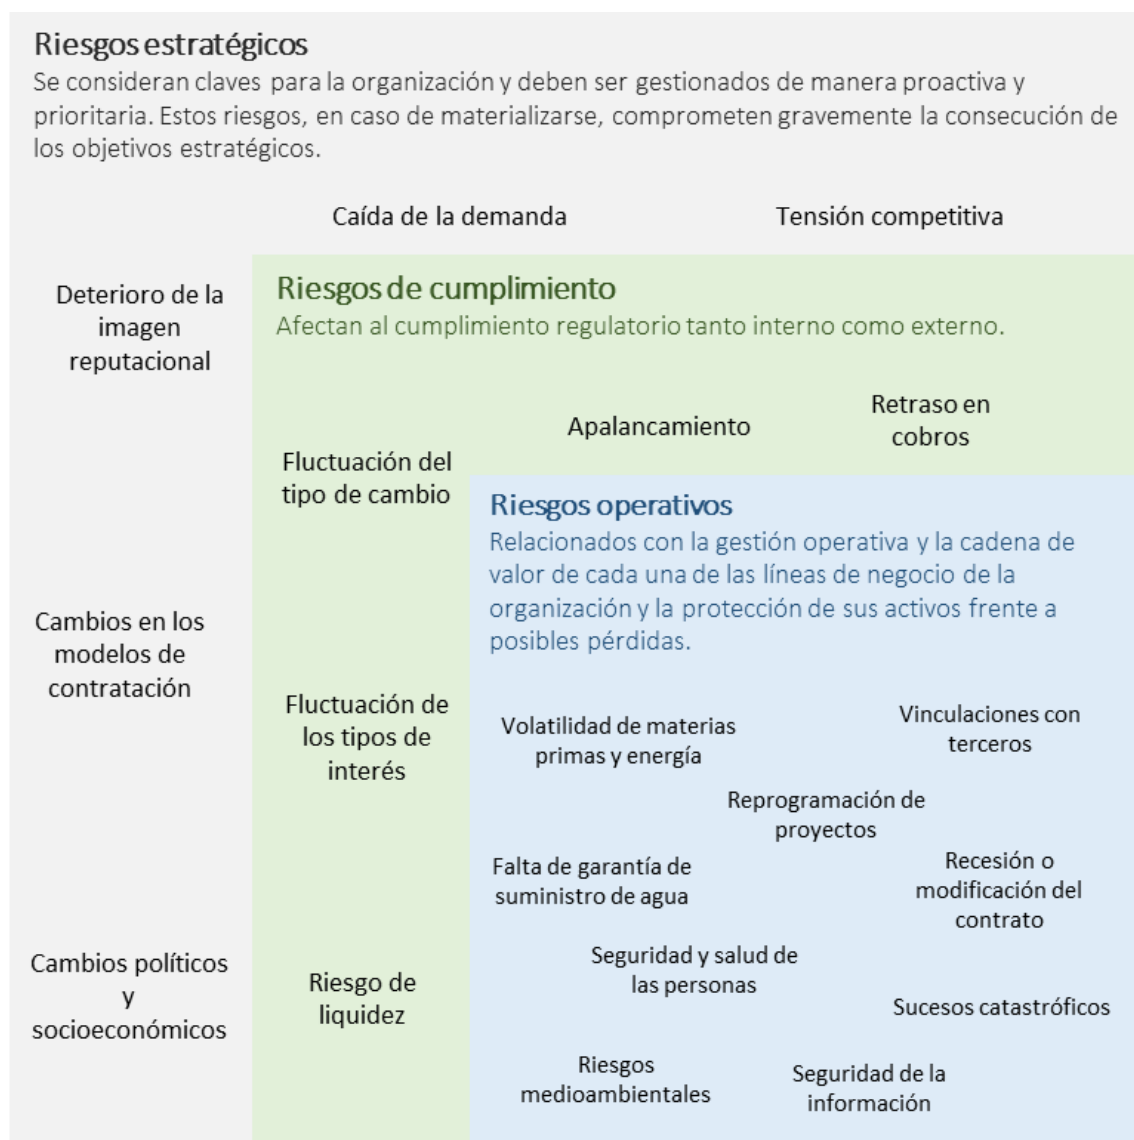 Riesgos estratégicos
Se consideran claves para la organización y deben ser gestionados de manera proactiva y
prioritaria. Estos riesgos, en caso de materializarse, comprometen gravemente la consecución de
los objetivos estratégicos.
Caída de la demanda
Tensión competitiva
Deterioro de la
imagen
reputacional
Cambios en los
modelos de
contratación
Cambios políticos
y
socioeconómicos
Riesgos de cumplimiento
Afectan al cumplimiento regulatorio tanto interno como externo.
Apalancamiento
Retraso en
cobros
Fluctuación del
tipo de cambio
Fluctuación de
los tipos de
interés
Riesgo de
liquidez
Riesgos operativos
Relacionados con la gestión operativa y la cadena de
valor de cada una de las líneas de negocio de la
organización y la protección de sus activos frente a
posibles pérdidas.
Volatilidad de materias
primas y energía
Vinculaciones con
terceros
Reprogramación de
proyectos
Falta de garantía de
suministro de agua
Recesión o
modificación del
contrato
Seguridad y salud de
las personas
Sucesos catastróficos
Riesgos
medioambientales
Seguridad de la
información